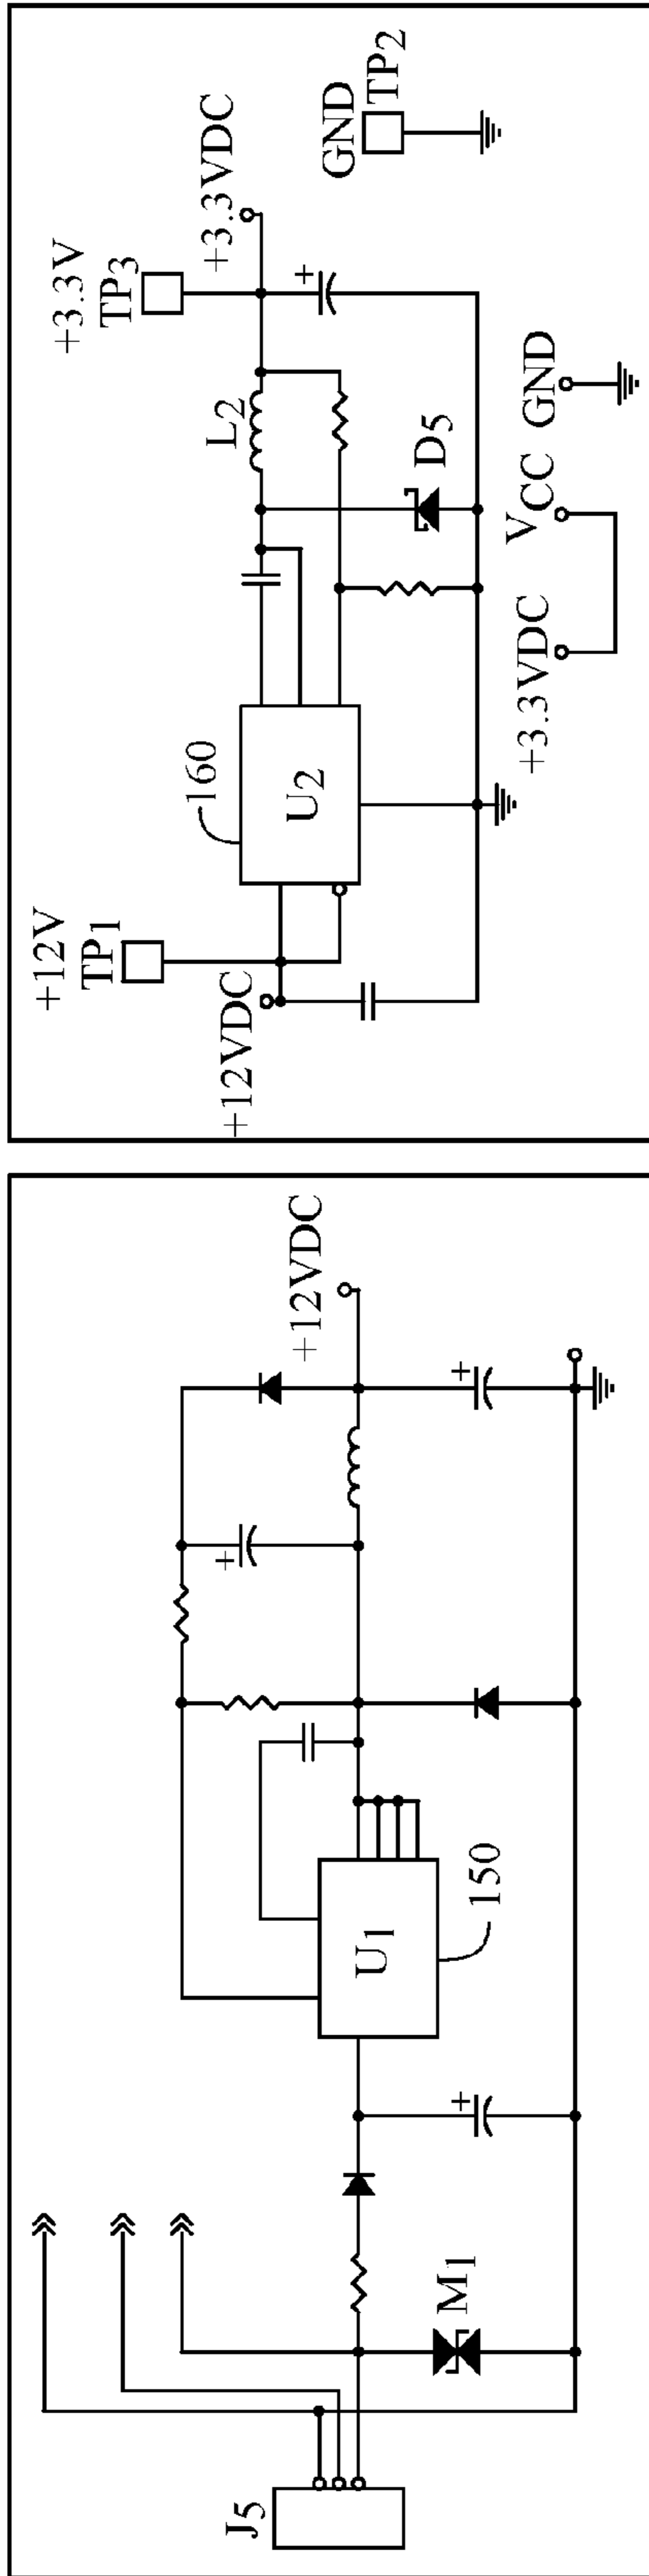 J5
M1
U1
150
+12VDC
+12V
TP1
+12VDC
160
U2
L2
D5
+3.3V
TP3
+3.3VDC
GND
TP2
+3.3VDC
VCC
GND
+
+
+
+